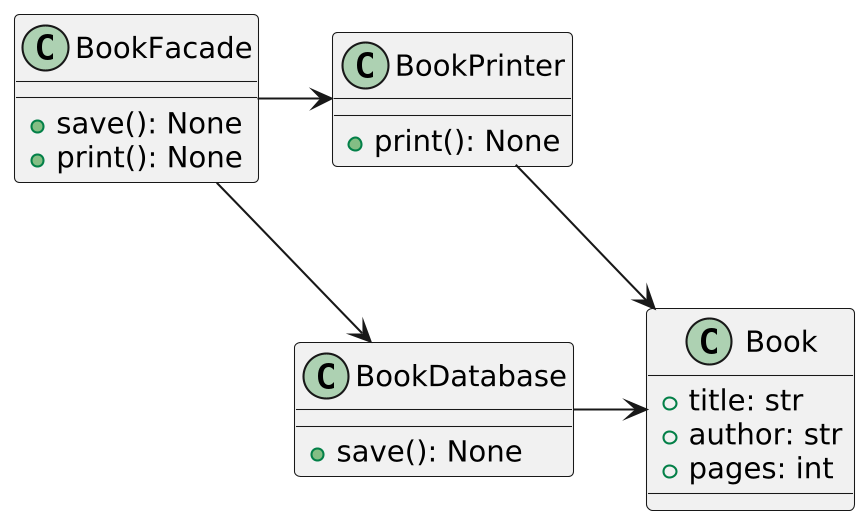 C BookFacade
save(): None
print(): None
C BookPrinter
print(): None
C BookDatabase
save(): None
C Book
title: str
author: str
pages: int